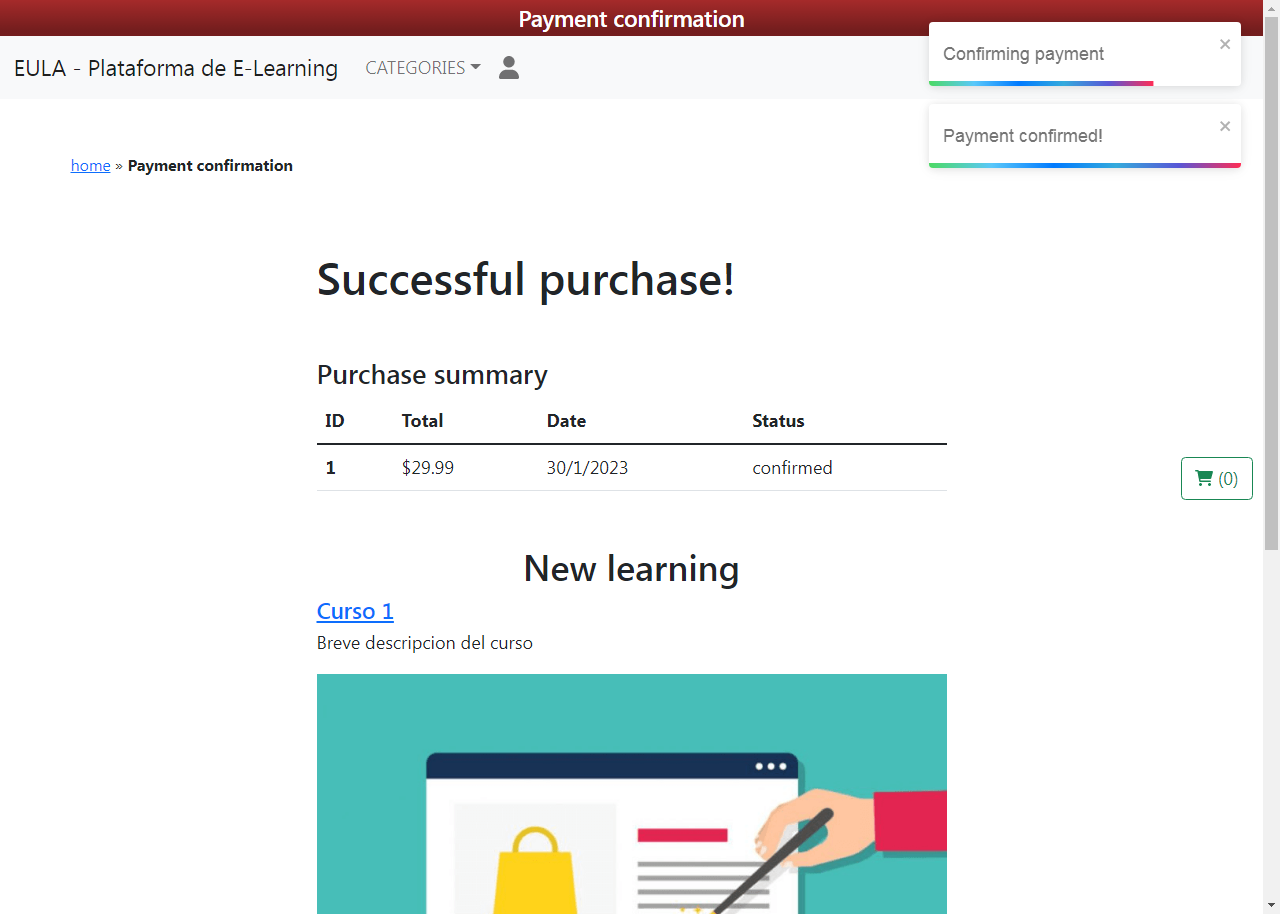 Payment confirmation
EULA - Plataforma de E-Learning
CATEGORIES
Confirming payment
×
Payment confirmed!
×
home » Payment confirmation
Successful purchase!
Purchase summary
ID Total Date Status
1 $29.99 30/1/2023 confirmed
(0)
New learning
Curso 1
Breve descripcion del curso